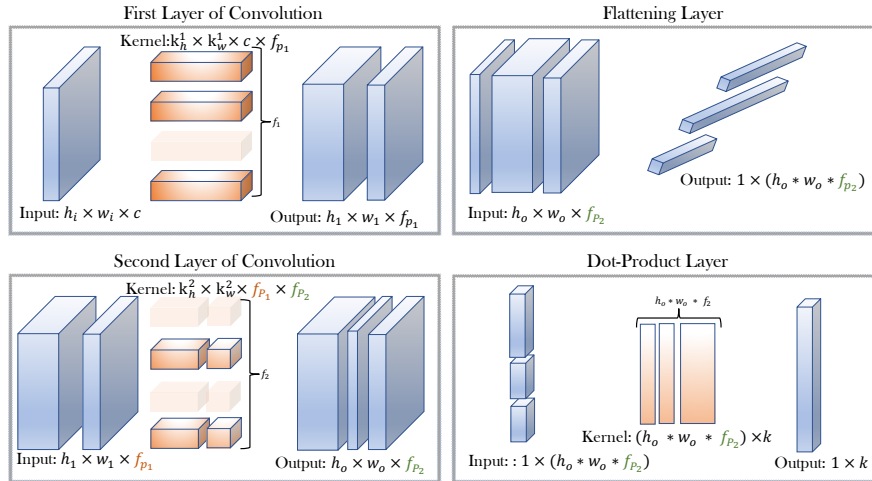 First Layer of Convolution
Kernel:k_h^1 × k_w^1 × c × f_{p_1}
f_1
Input: h_i × w_i × c
Output: h_1 × w_1 × f_{p_1}
Flattening Layer
Output: 1 × (h_o * w_o * f_{p_2})
Input: h_o × w_o × f_{P_2}
Second Layer of Convolution
Kernel: k_h^2 × k_w^2 × f_{P_1} × f_{P_2}
f_2
Input: h_1 × w_1 × f_{p_1}
Output: h_o × w_o × f_{P_2}
Dot-Product Layer
h_o * w_o * f_2
Kernel: (h_o * w_o * f_{P_2}) × k
Input: : 1 × (h_o * w_o * f_{P_2})
Output: 1 × k